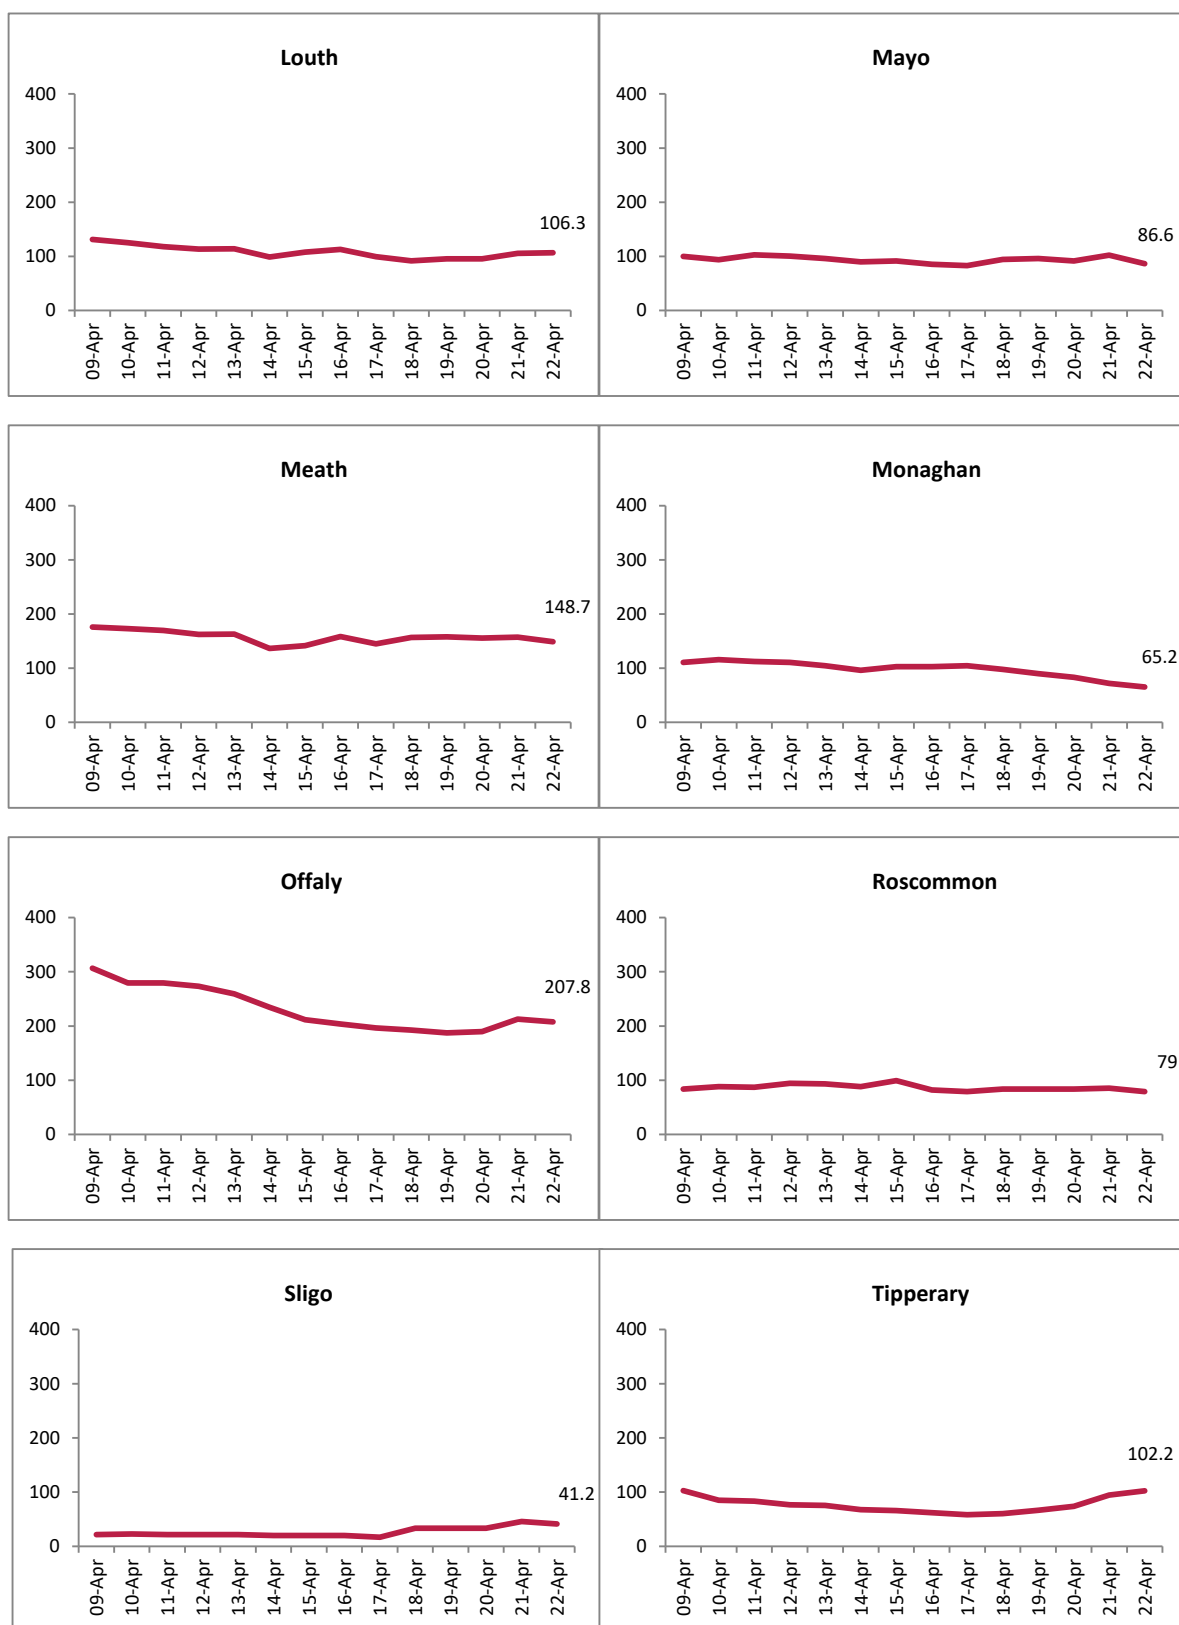 Louth
400
300
200
100
0
106.3
09-Apr
10-Apr
11-Apr
12-Apr
13-Apr
14-Apr
15-Apr
16-Apr
17-Apr
18-Apr
19-Apr
20-Apr
21-Apr
22-Apr
Mayo
400
300
200
100
0
86.6
09-Apr
10-Apr
11-Apr
12-Apr
13-Apr
14-Apr
15-Apr
16-Apr
17-Apr
18-Apr
19-Apr
20-Apr
21-Apr
22-Apr
Meath
400
300
200
100
0
148.7
09-Apr
10-Apr
11-Apr
12-Apr
13-Apr
14-Apr
15-Apr
16-Apr
17-Apr
18-Apr
19-Apr
20-Apr
21-Apr
22-Apr
Monaghan
400
300
200
100
0
65.2
09-Apr
10-Apr
11-Apr
12-Apr
13-Apr
14-Apr
15-Apr
16-Apr
17-Apr
18-Apr
19-Apr
20-Apr
21-Apr
22-Apr
Offaly
400
300
200
100
0
207.8
09-Apr
10-Apr
11-Apr
12-Apr
13-Apr
14-Apr
15-Apr
16-Apr
17-Apr
18-Apr
19-Apr
20-Apr
21-Apr
22-Apr
Roscommon
400
300
200
100
0
79
09-Apr
10-Apr
11-Apr
12-Apr
13-Apr
14-Apr
15-Apr
16-Apr
17-Apr
18-Apr
19-Apr
20-Apr
21-Apr
22-Apr
Sligo
400
300
200
100
0
41.2
09-Apr
10-Apr
11-Apr
12-Apr
13-Apr
14-Apr
15-Apr
16-Apr
17-Apr
18-Apr
19-Apr
20-Apr
21-Apr
22-Apr
Tipperary
400
300
200
100
0
102.2
09-Apr
10-Apr
11-Apr
12-Apr
13-Apr
14-Apr
15-Apr
16-Apr
17-Apr
18-Apr
19-Apr
20-Apr
21-Apr
22-Apr